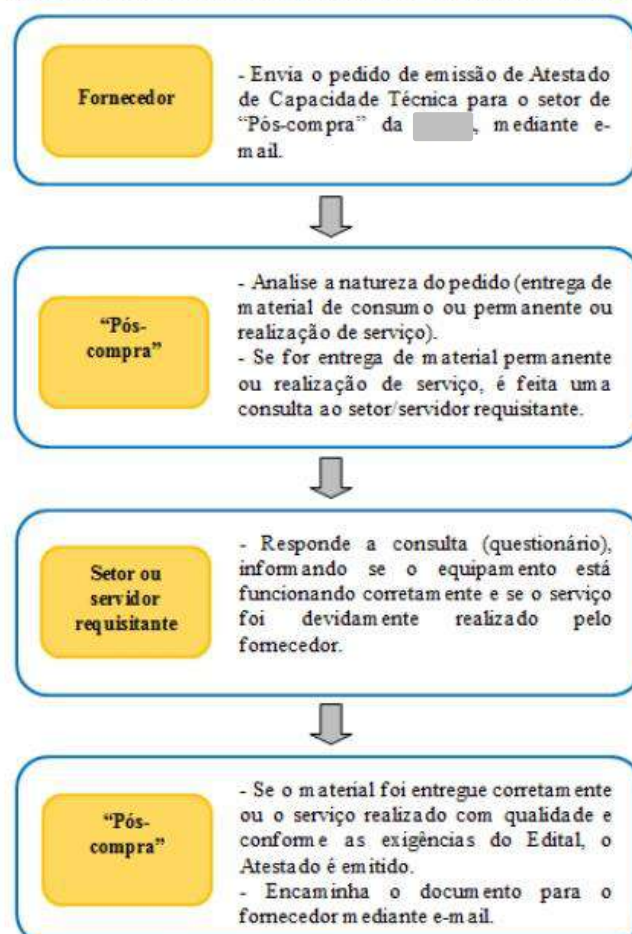 Fornecedor
- Envia o pedido de emissão de Atestado
de Capacidade Técnica para o setor de
“Pós-compra” da , mediante e-
mail.
“Pós-
compra”
- Analise a natureza do pedido (entrega de
material de consumo ou permanente ou
realização de serviço).
- Se for entrega de material permanente
ou realização de serviço, é feita uma
consulta ao setor/servidor requisitante.
Setor ou
servidor
requisitante
- Responde a consulta (questionário),
informando se o equipamento está
funcionando corretamente e se o serviço
foi devidamente realizado pelo
fornecedor.
“Pós-
compra”
- Se o material foi entregue corretamente
ou o serviço realizado com qualidade e
conforme as exigências do Edital, o
Atestado é emitido.
- Encaminha o documento para o
fornecedor mediante e-mail.